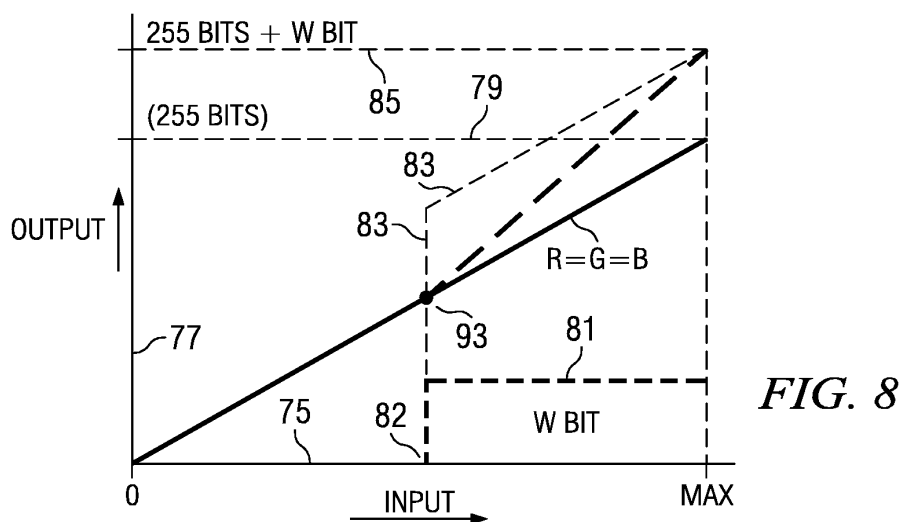 255 BITS + W BIT
85
79
(255 BITS)
83
OUTPUT
83
R=G=B
93
77
81
FIG. 8
75
82
W BIT
0
INPUT
MAX